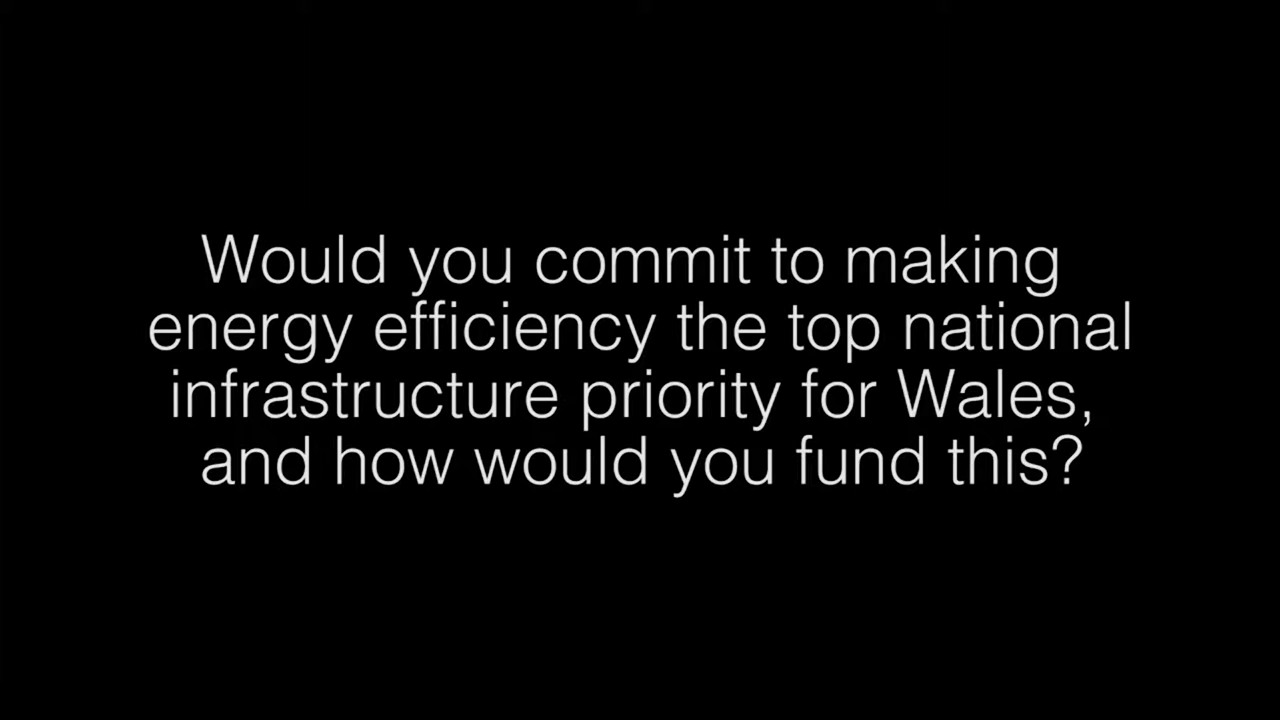 Would you commit to making
energy efficiency the top national
infrastructure priority for Wales,
and how would you fund this?